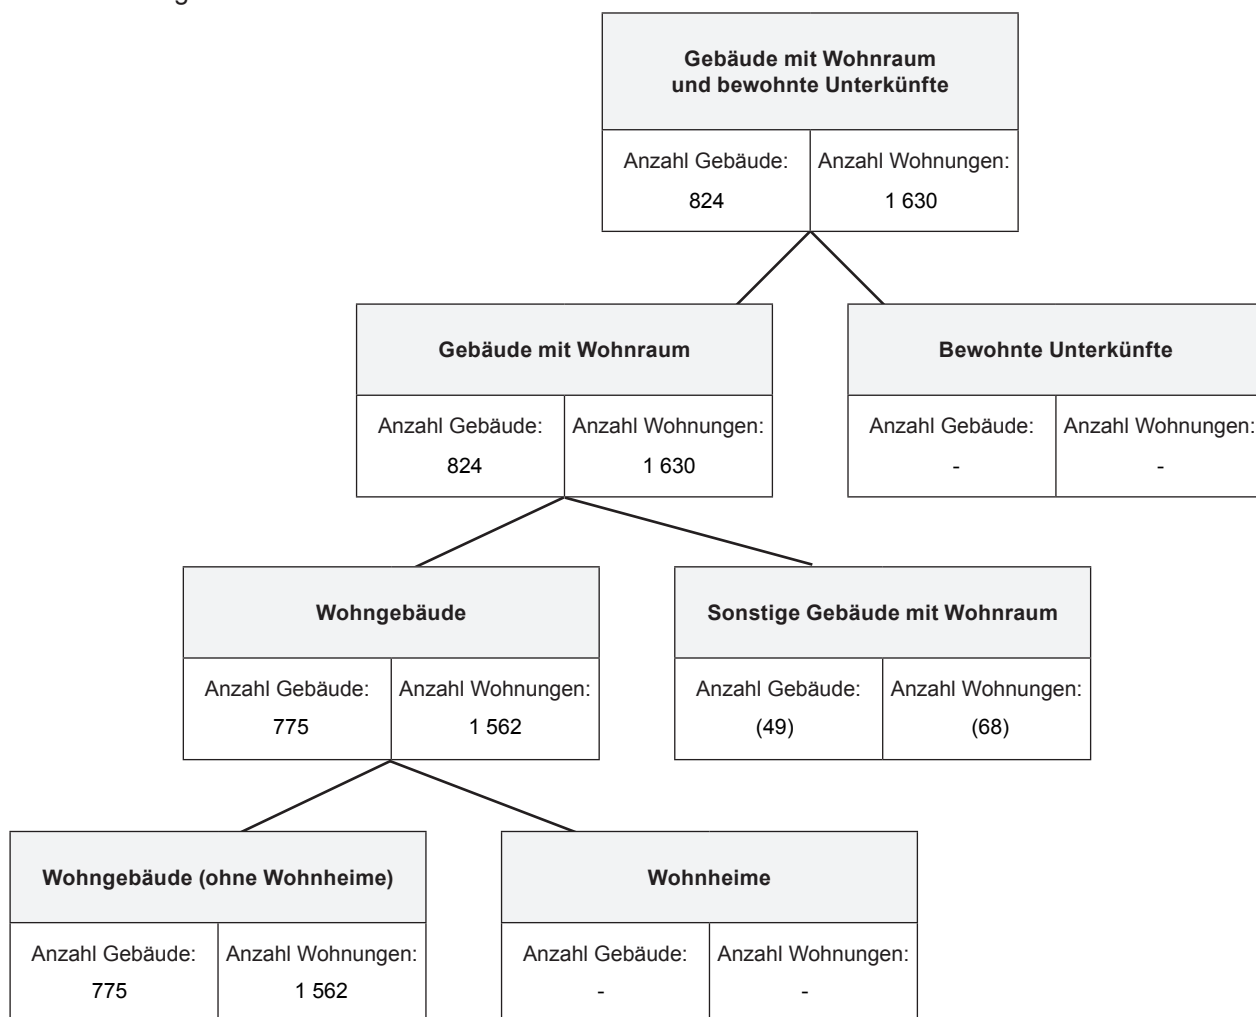 Gebäude mit Wohnraum
und bewohnte Unterkünfte
Anzahl Gebäude: Anzahl Wohnungen:
824 1 630
Gebäude mit Wohnraum Bewohnte Unterkünfte
Anzahl Gebäude: Anzahl Wohnungen: Anzahl Gebäude: Anzahl Wohnungen:
824 1 630 - -
Wohngebäude Sonstige Gebäude mit Wohnraum
Anzahl Gebäude: Anzahl Wohnungen: Anzahl Gebäude: Anzahl Wohnungen:
775 1 562 (49) (68)
Wohngebäude (ohne Wohnheime) Wohnheime
Anzahl Gebäude: Anzahl Wohnungen: Anzahl Gebäude: Anzahl Wohnungen:
775 1 562 - -